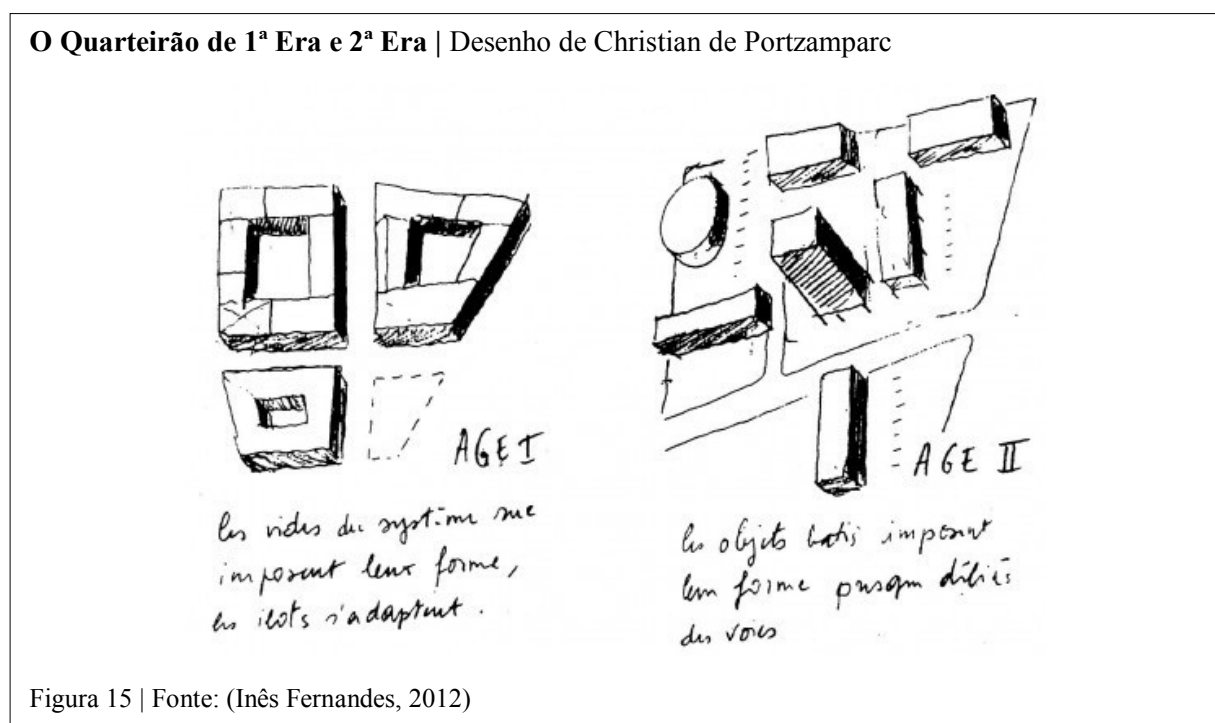 O Quarteirão de 1ª Era e 2ª Era | Desenho de Christian de Portzamparc
AGE I
les vides du système rue
imposent leur forme,
les ilots s'adaptent.
AGE II
les objets batis imposent
leur forme presque déliés
des voies
Figura 15 | Fonte: (Inês Fernandes, 2012)